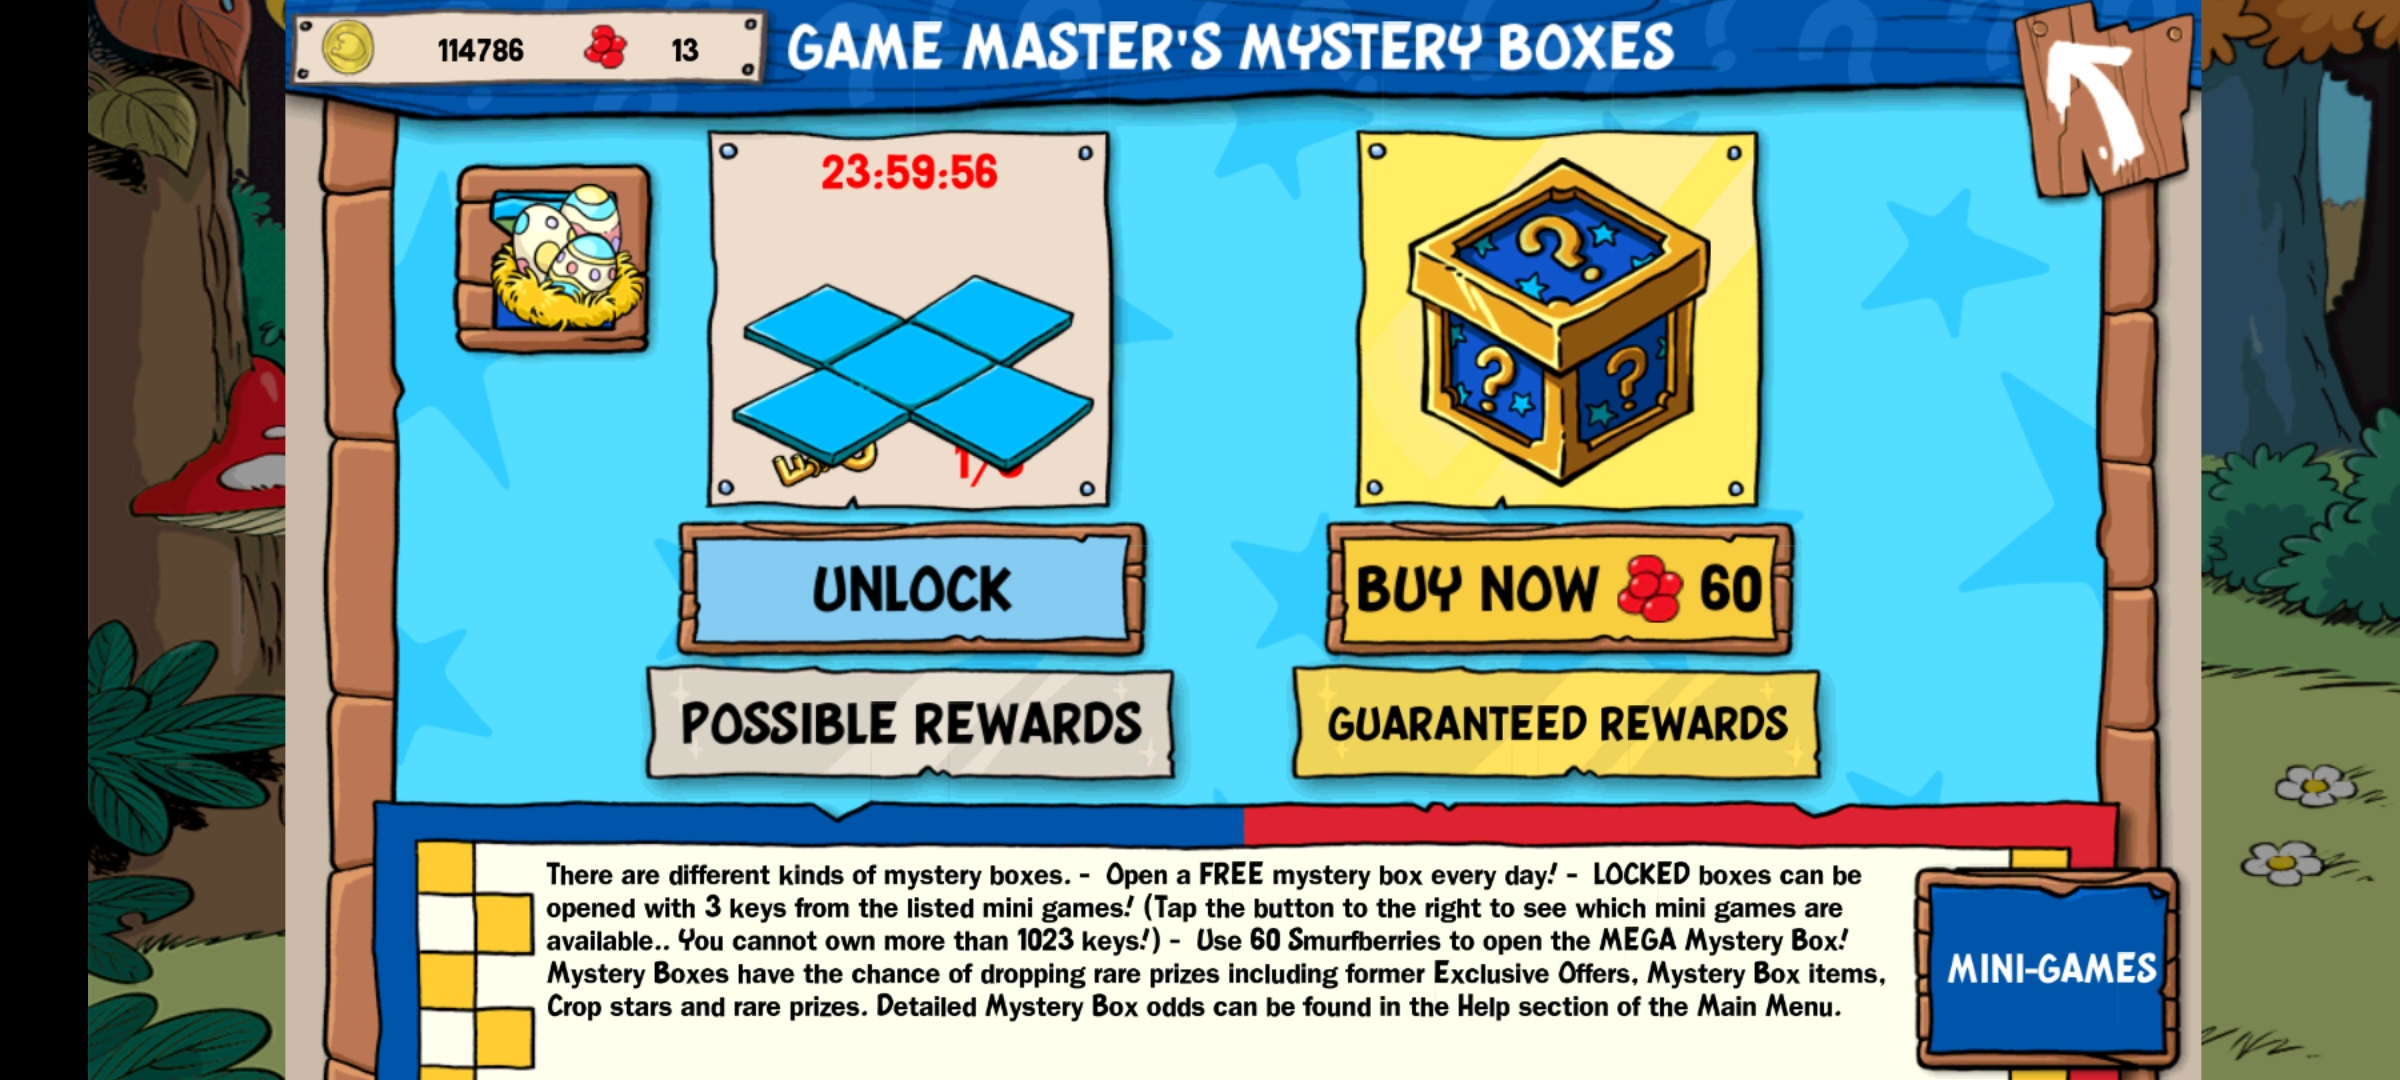 114786
13
GAME MASTER'S MYSTERY BOXES
23:59:56
1/
UNLOCK
BUY NOW 60
POSSIBLE REWARDS
GUARANTEED REWARDS
There are different kinds of mystery boxes. - Open a FREE mystery box every day! - LOCKED boxes can be
opened with 3 keys from the listed mini games! (Tap the button to the right to see which mini games are
available.. You cannot own more than 1023 keys!) - Use 60 Smurfberries to open the MEGA Mystery Box!
Mystery Boxes have the chance of dropping rare prizes including former Exclusive Offers, Mystery Box items,
Crop stars and rare prizes. Detailed Mystery Box odds can be found in the Help section of the Main Menu.
MINI-GAMES